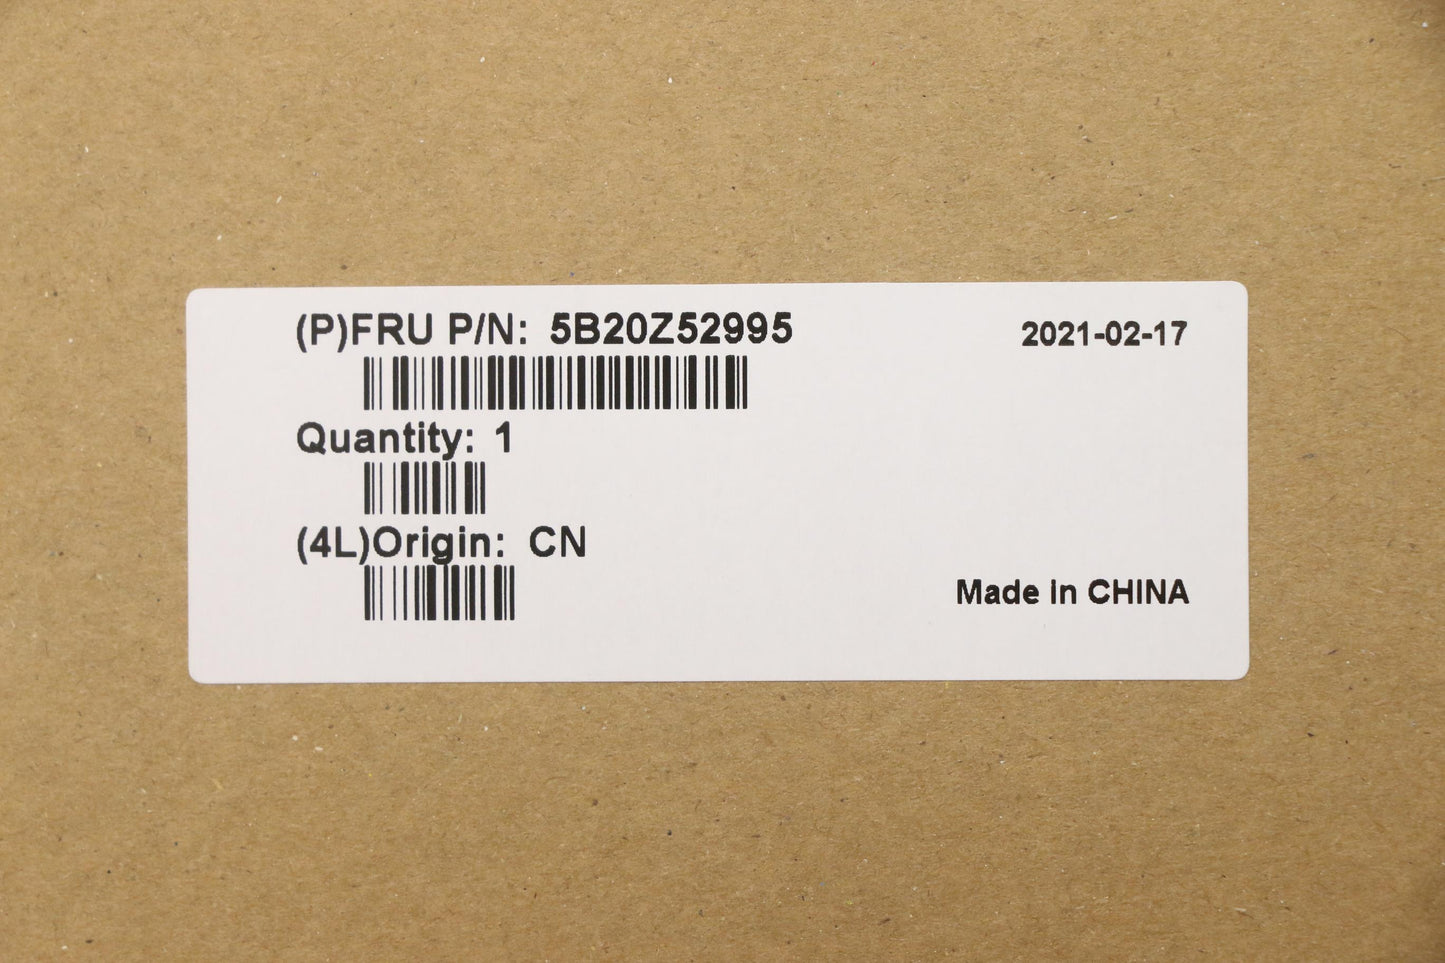 (P)FRU P/N: 5B20Z52995
2021-02-17
Quantity: 1
(4L)Origin: CN
Made in CHINA